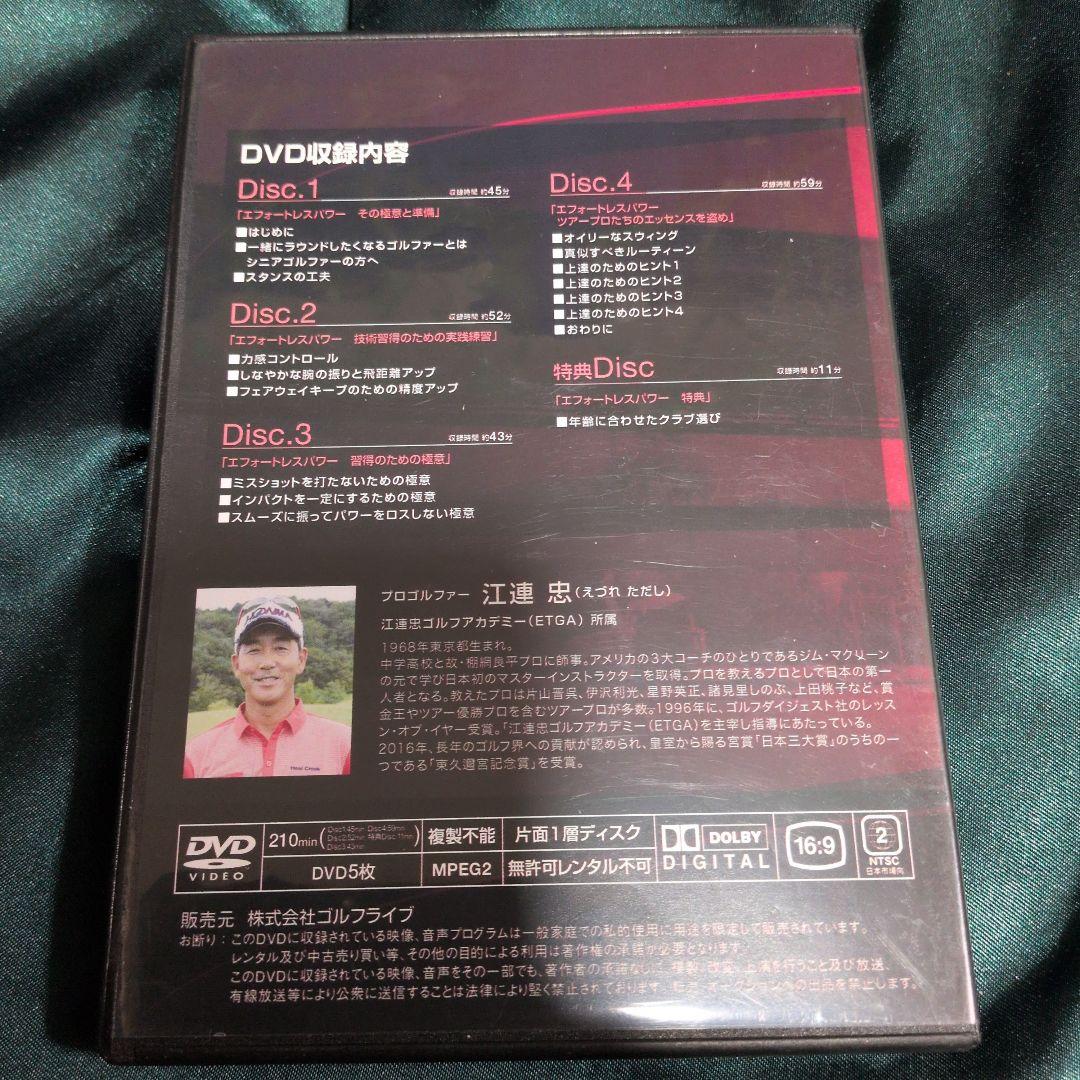 DVD収録内容
Disc.1 収録時間 約45分
「エフォートレスパワー その極意と準備」
■はじめに
■一緒にラウンドしたくなるゴルファーとは
シニアゴルファーの方へ
■スタンスの工夫
Disc.2 収録時間 約52分
「エフォートレスパワー 技術習得のための実践練習」
■力感コントロール
■しなやかな腕の振りと飛距離アップ
■フェアウェイキープのための精度アップ
Disc.3 収録時間 約43分
「エフォートレスパワー 習得のための極意」
■ミスショットを打たないための極意
■インパクトを一定にするための極意
■スムーズに振ってパワーをロスしない極意
Disc.4 収録時間 約59分
「エフォートレスパワー
ツアープロたちのエッセンスを盗め」
■オイリーなスウィング
■真似すべきルーティーン
■上達のためのヒント1
■上達のためのヒント2
■上達のためのヒント3
■上達のためのヒント4
■おわりに
特典Disc 収録時間 約11分
「エフォートレスパワー 特典」
■年齢に合わせたクラブ選び
プロゴルファー 江連 忠(えづれ ただし)
江連忠ゴルフアカデミー(ETGA) 所属
1968年東京都生まれ。
中学高校と故・棚網良平プロに師事。アメリカの3大コーチのひとりであるジム・マクリーン
の元で学び日本初のマスターインストラクターを取得。プロを教えるプロとして日本の第一
人者となる。教えたプロは片山晋呉、伊沢利光、星野英正、諸見里しのぶ、上田桃子など、賞
金王やツアー優勝プロを含むツアープロが多数。1996年に、ゴルフダイジェスト社のレッス
ン・オブ・イヤー受賞。「江連忠ゴルフアカデミー(ETGA)を主宰し指導にあたっている。
2016年、長年のゴルフ界への貢献が認められ、皇室から賜る宮賞「日本三大賞」のうちの一
つである「東久邇宮記念賞」を受賞。
HONMA
Heal Creek
DVD VIDEO
210min (Disc1:45min Disc4:59min
Disc2:52min 特典Disc:11min
Disc3:43min)
DVD5枚
複製不能
MPEG2
片面1層ディスク
無許可レンタル不可
DOLBY
DIGITAL
16:9
2
NTSC
日本市場向
販売元 株式会社ゴルフライブ
お断り:このDVDに収録されている映像、音声プログラムは一般家庭での私的使用に用途を限定して販売されています。
レンタル及び中古売り買い等、その他の目的による利用は著作権の承諾が必要となります。
このDVDに収録されている映像、音声をその一部でも、著作者の承諾なしに 複製 改変 を行うこと及び放送、
有線放送等により公衆に送信することは法律により堅く禁止されております。 オークションへの出品を禁止します。